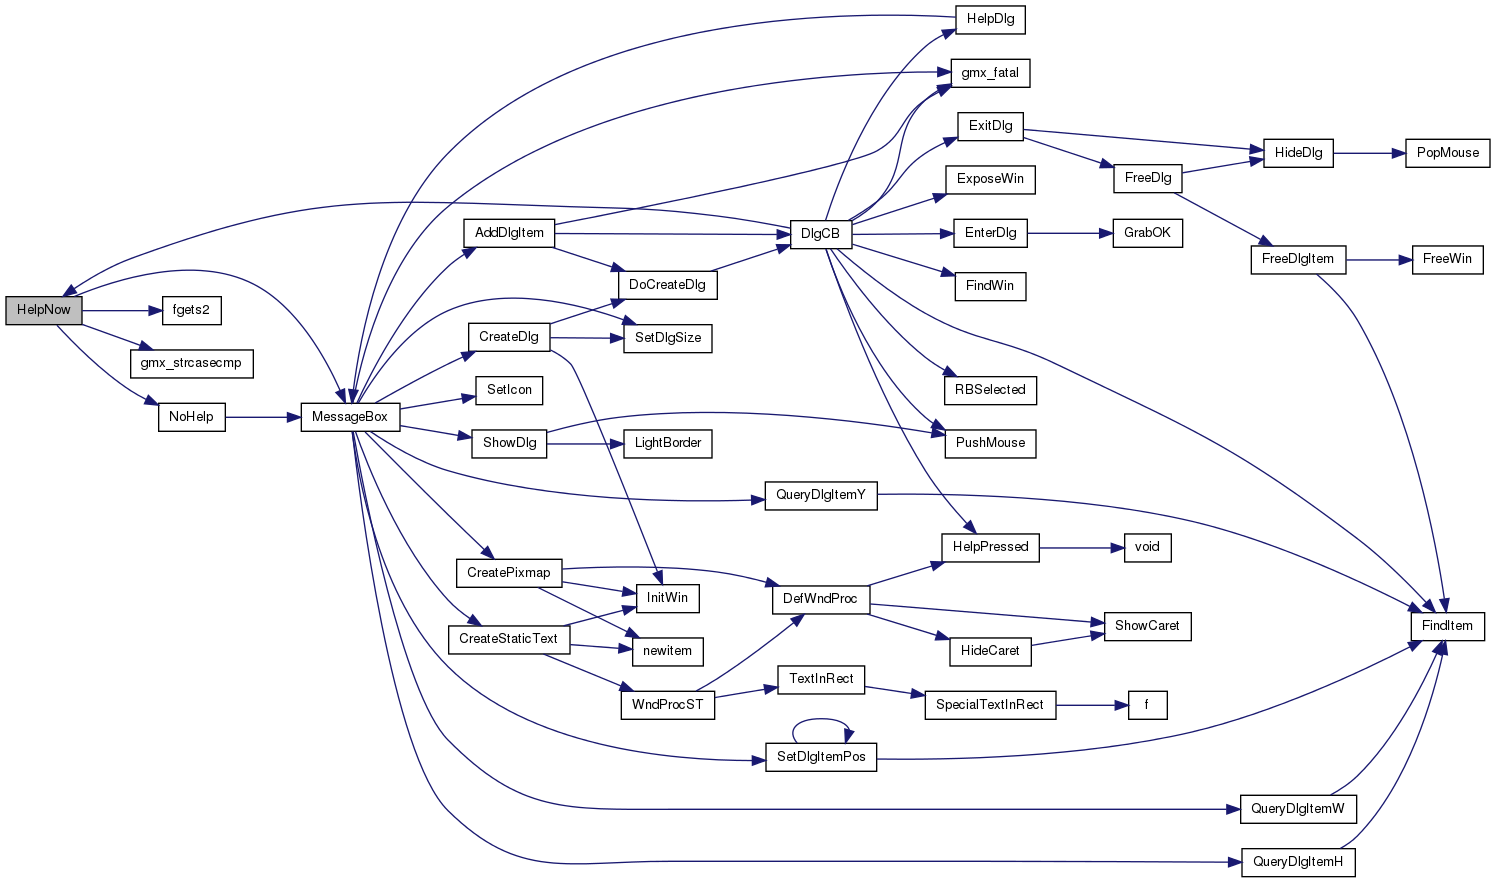 HelpDlg
gmx_fatal
ExitDlg
HideDlg
PopMouse
ExposeWin
FreeDlg
AddDlgItem
DlgCB
EnterDlg
GrabOK
FreeDlgItem
FreeWin
DoCreateDlg
FindWin
HelpNow
fgets2
CreateDlg
SetDlgSize
gmx_strcasecmp
SetIcon
RBSelected
NoHelp
MessageBox
ShowDlg
LightBorder
PushMouse
QueryDlgItemY
HelpPressed
void
CreatePixmap
InitWin
DefWndProc
ShowCaret
FindItem
CreateStaticText
newitem
HideCaret
TextInRect
WndProcST
SpecialTextInRect
f
SetDlgItemPos
QueryDlgItemW
QueryDlgItemH